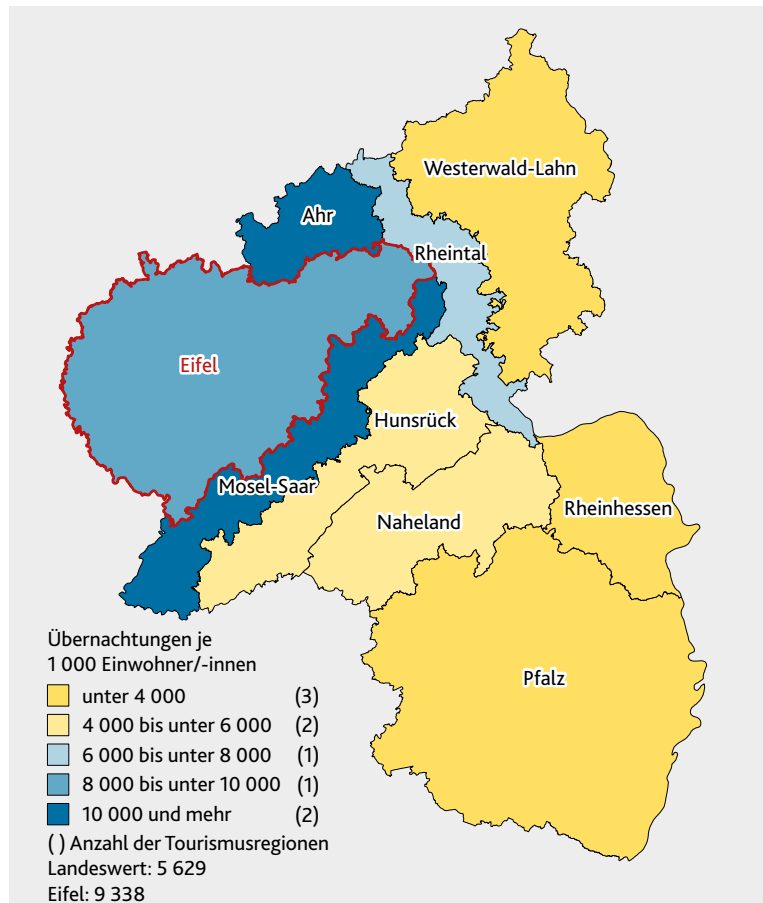 Westerwald-Lahn
Ahr
Rheintal
Eifel
Hunsrück
Mosel-Saar
Rheinhessen
Naheland
Pfalz
Übernachtungen je
1 000 Einwohner/-innen
unter 4 000 (3)
4 000 bis unter 6 000 (2)
6 000 bis unter 8 000 (1)
8 000 bis unter 10 000 (1)
10 000 und mehr (2)
( ) Anzahl der Tourismusregionen
Landeswert: 5 629
Eifel: 9 338